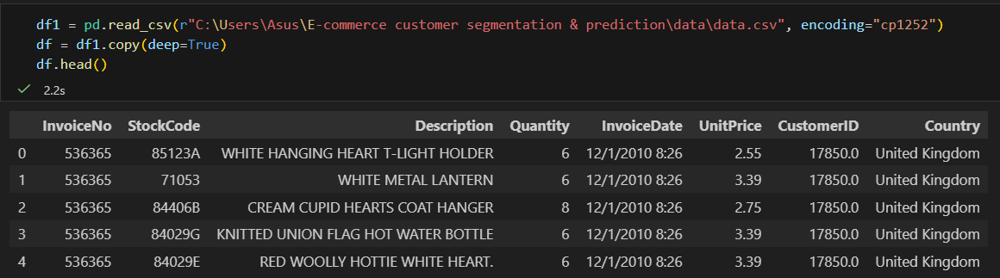 df1 = pd.read_csv(r"C:\Users\Asus\E-commerce customer segmentation & prediction\data\data.csv", encoding="cp1252")
df = df1.copy(deep=True)
df.head()
2.2s
InvoiceNo StockCode Description Quantity InvoiceDate UnitPrice CustomerID Country
0 536365 85123A WHITE HANGING HEART T-LIGHT HOLDER 6 12/1/2010 8:26 2.55 17850.0 United Kingdom
1 536365 71053 WHITE METAL LANTERN 6 12/1/2010 8:26 3.39 17850.0 United Kingdom
2 536365 84406B CREAM CUPID HEARTS COAT HANGER 8 12/1/2010 8:26 2.75 17850.0 United Kingdom
3 536365 84029G KNITTED UNION FLAG HOT WATER BOTTLE 6 12/1/2010 8:26 3.39 17850.0 United Kingdom
4 536365 84029E RED WOOLLY HOTTIE WHITE HEART. 6 12/1/2010 8:26 3.39 17850.0 United Kingdom